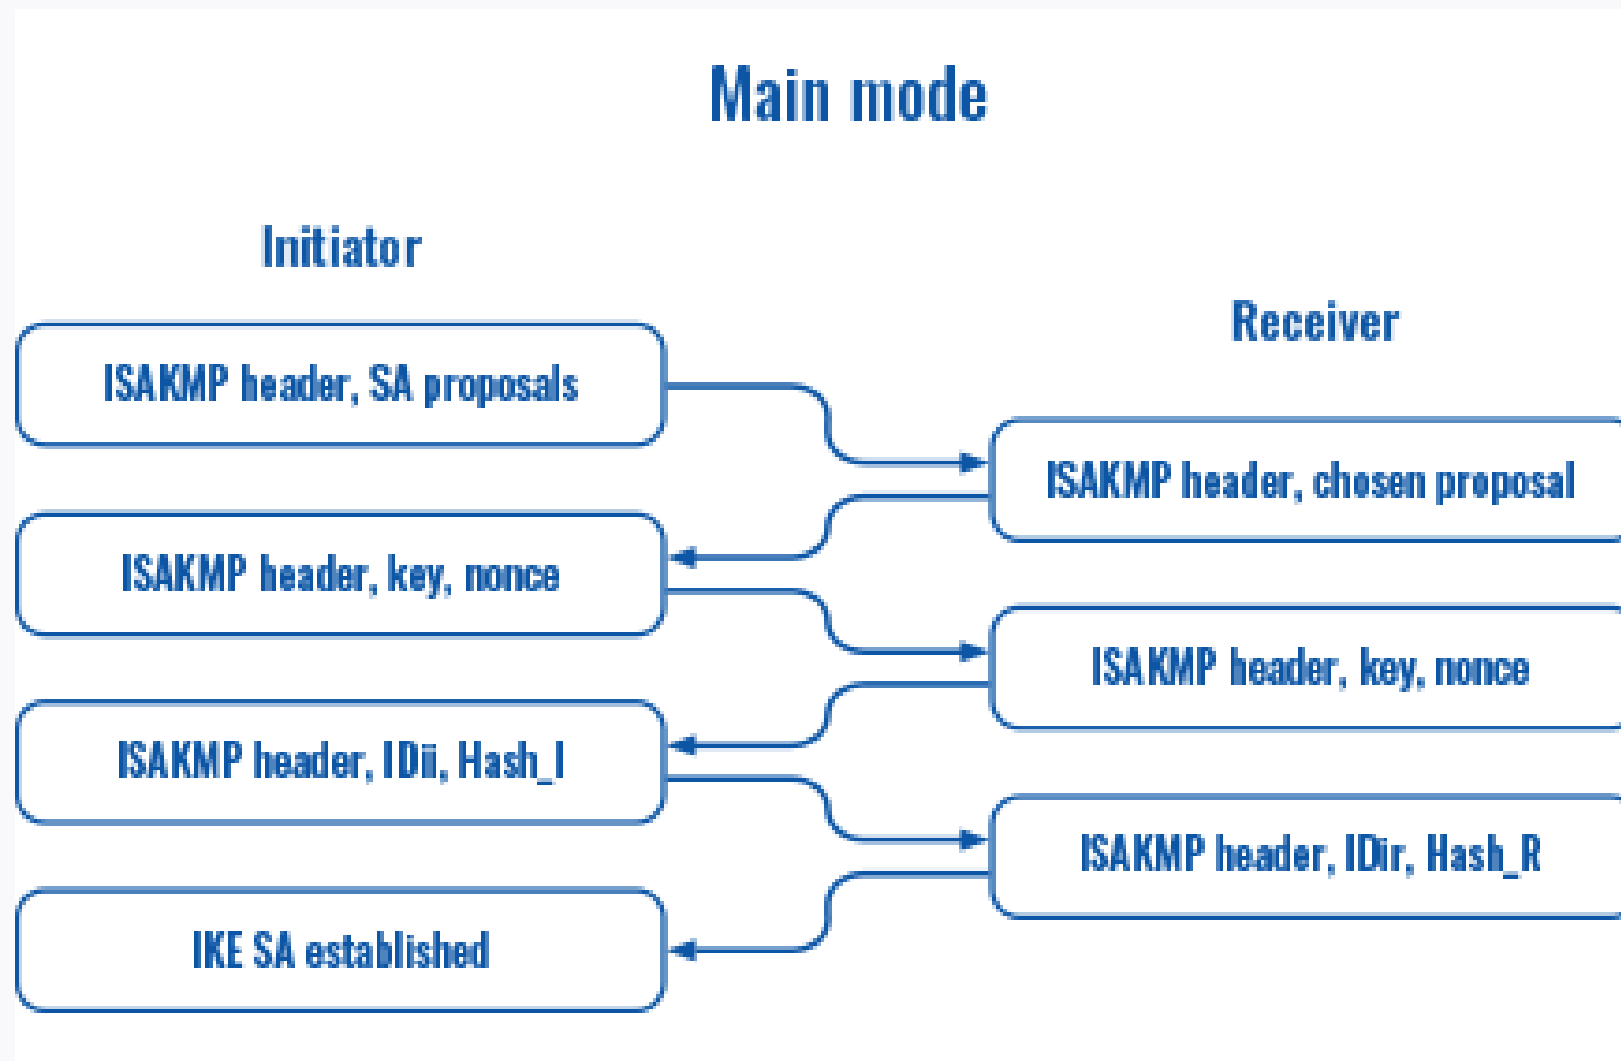 Main mode
Initiator
Receiver
ISAKMP header, SA proposals
ISAKMP header, chosen proposal
ISAKMP header, key, nonce
ISAKMP header, key, nonce
ISAKMP header, IDii, Hash_I
ISAKMP header, IDir, Hash_R
IKE SA established